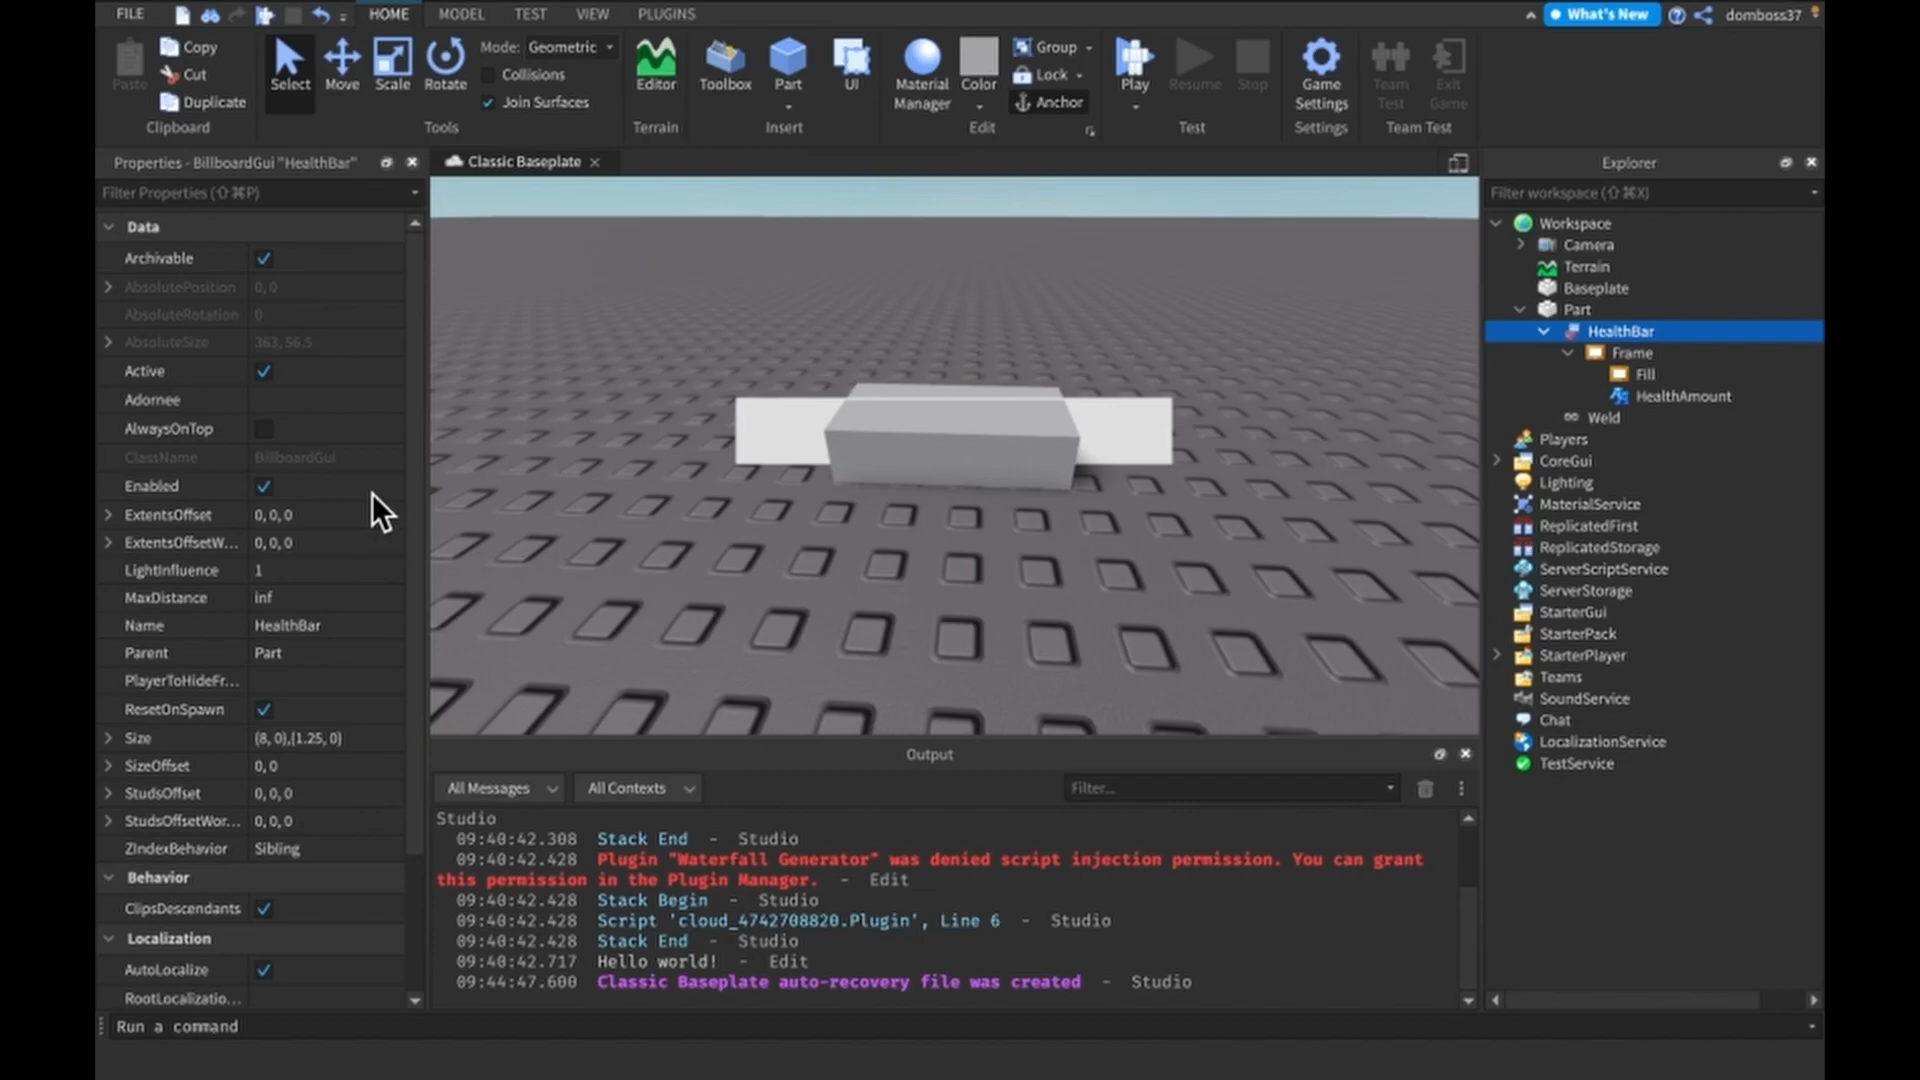 FILE HOME MODEL TEST VIEW PLUGINS What's New domboss37
Paste Copy Cut Duplicate Clipboard
Select Move Scale Rotate Mode: Geometric Collisions Join Surfaces Tools
Editor Terrain
Toolbox Part UI Insert
Material Manager Color Group Lock Anchor Edit
Play Resume Stop Test
Game Settings Settings
Team Test Exit Game Team Test
Properties - BillboardGui "HealthBar"
Filter Properties (⇧⌘P)
Data
Archivable
AbsolutePosition 0, 0
AbsoluteRotation 0
AbsoluteSize 363, 56.5
Active
Adornee
AlwaysOnTop
ClassName BillboardGui
Enabled
ExtentsOffset 0, 0, 0
ExtentsOffsetW... 0, 0, 0
LightInfluence 1
MaxDistance inf
Name HealthBar
Parent Part
PlayerToHideFr...
ResetOnSpawn
Size {8, 0},{1.25, 0}
SizeOffset 0, 0
StudsOffset 0, 0, 0
StudsOffsetWor... 0, 0, 0
ZIndexBehavior Sibling
Behavior
ClipsDescendants
Localization
AutoLocalize
RootLocalizatio...
Classic Baseplate
Output
All Messages All Contexts Filter...
Studio
09:40:42.308 Stack End - Studio
09:40:42.428 Plugin "Waterfall Generator" was denied script injection permission. You can grant
this permission in the Plugin Manager. - Edit
09:40:42.428 Stack Begin - Studio
09:40:42.428 Script 'cloud_4742708820.Plugin', Line 6 - Studio
09:40:42.428 Stack End - Studio
09:40:42.717 Hello world! - Edit
09:44:47.600 Classic Baseplate auto-recovery file was created - Studio
Explorer
Filter workspace (⇧⌘X)
Workspace
Camera
Terrain
Baseplate
Part
HealthBar
Frame
Fill
HealthAmount
Weld
Players
CoreGui
Lighting
MaterialService
ReplicatedFirst
ReplicatedStorage
ServerScriptService
ServerStorage
StarterGui
StarterPack
StarterPlayer
Teams
SoundService
Chat
LocalizationService
TestService
Run a command